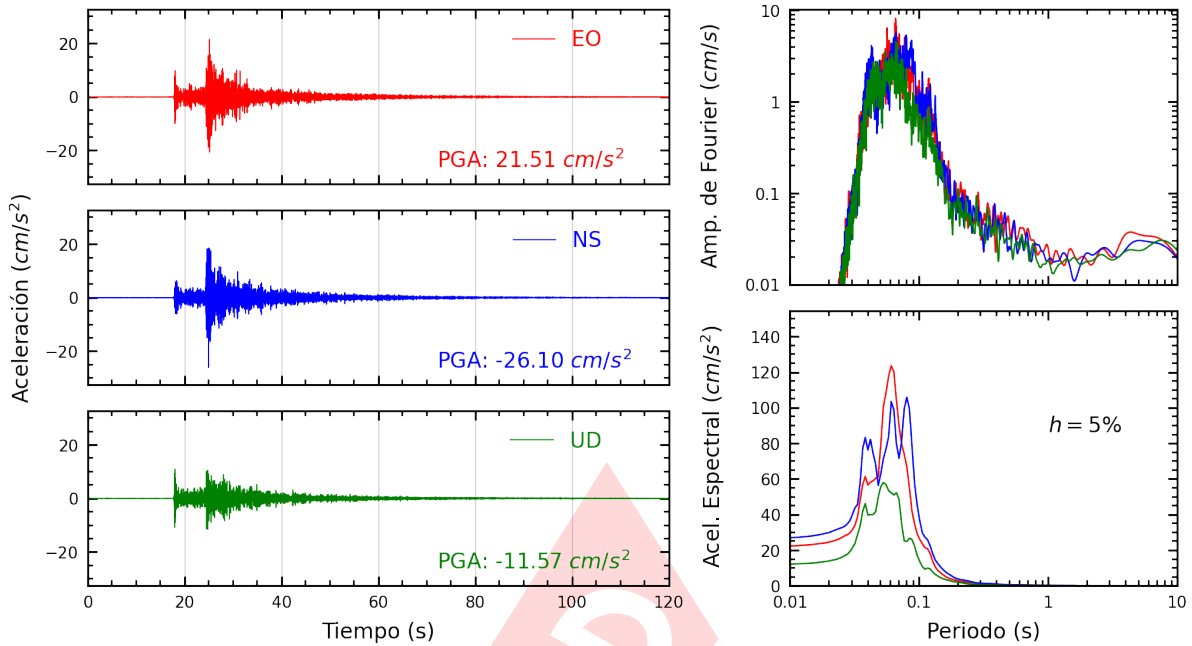 Aceleración (cm/s²)
20
0
−20
EO
PGA: 21.51 cm/s²
20
0
−20
NS
PGA: -26.10 cm/s²
20
0
−20
UD
PGA: -11.57 cm/s²
0 20 40 60 80 100 120
Tiempo (s)
Amp. de Fourier (cm/s)
10
1
0.1
0.01
Acel. Espectral (cm/s²)
140
120
100
80
60
40
20
0
h = 5%
0.01 0.1 1 10
Periodo (s)